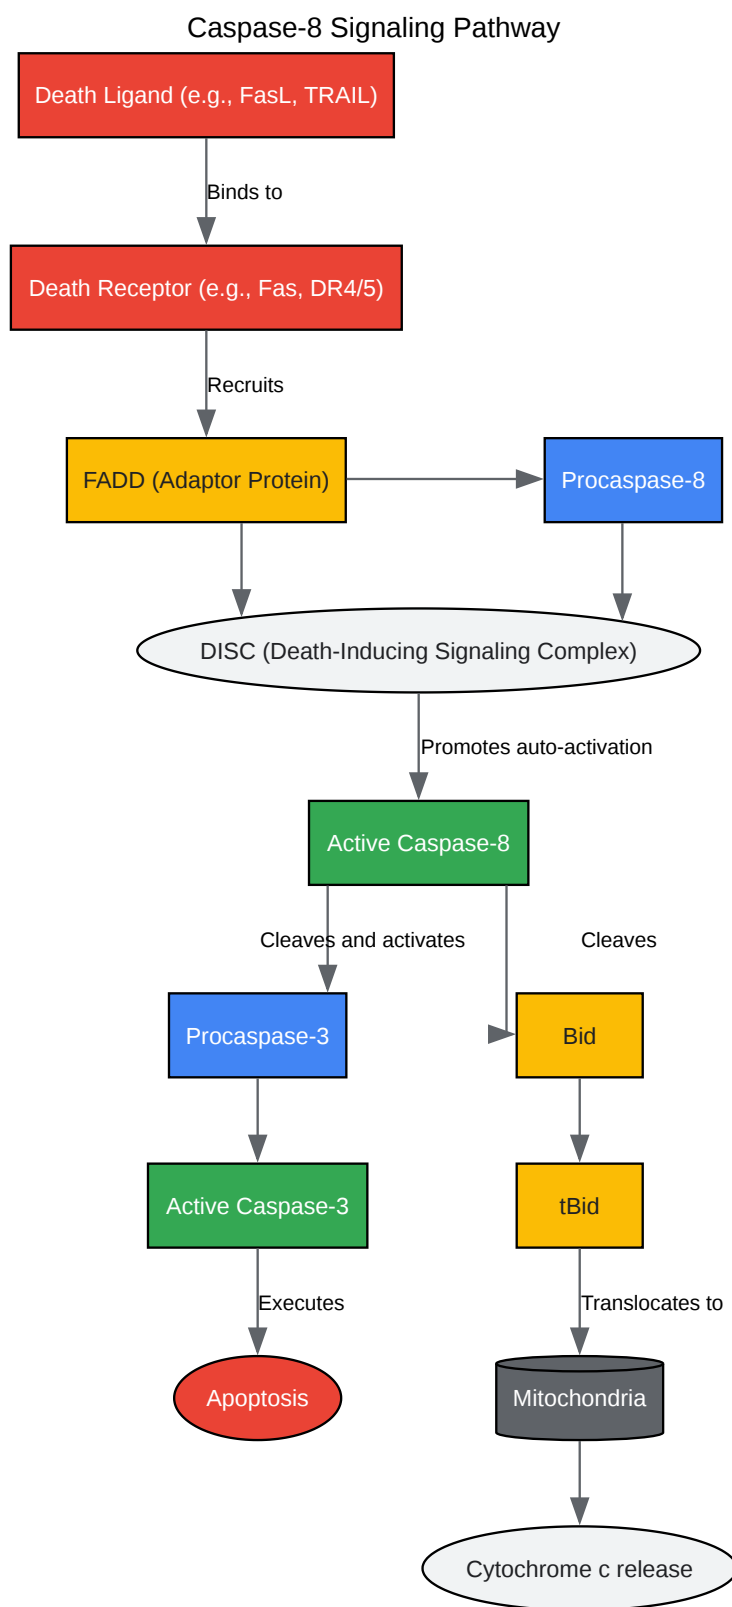 Caspase-8 Signaling Pathway
Death Ligand (e.g., FasL, TRAIL)
Binds to
Death Receptor (e.g., Fas, DR4/5)
Recruits
FADD (Adaptor Protein)
Procaspase-8
DISC (Death-Inducing Signaling Complex)
Promotes auto-activation
Active Caspase-8
Cleaves and activates
Cleaves
Procaspase-3
Bid
Active Caspase-3
tBid
Executes
Translocates to
Apoptosis
Mitochondria
Cytochrome c release